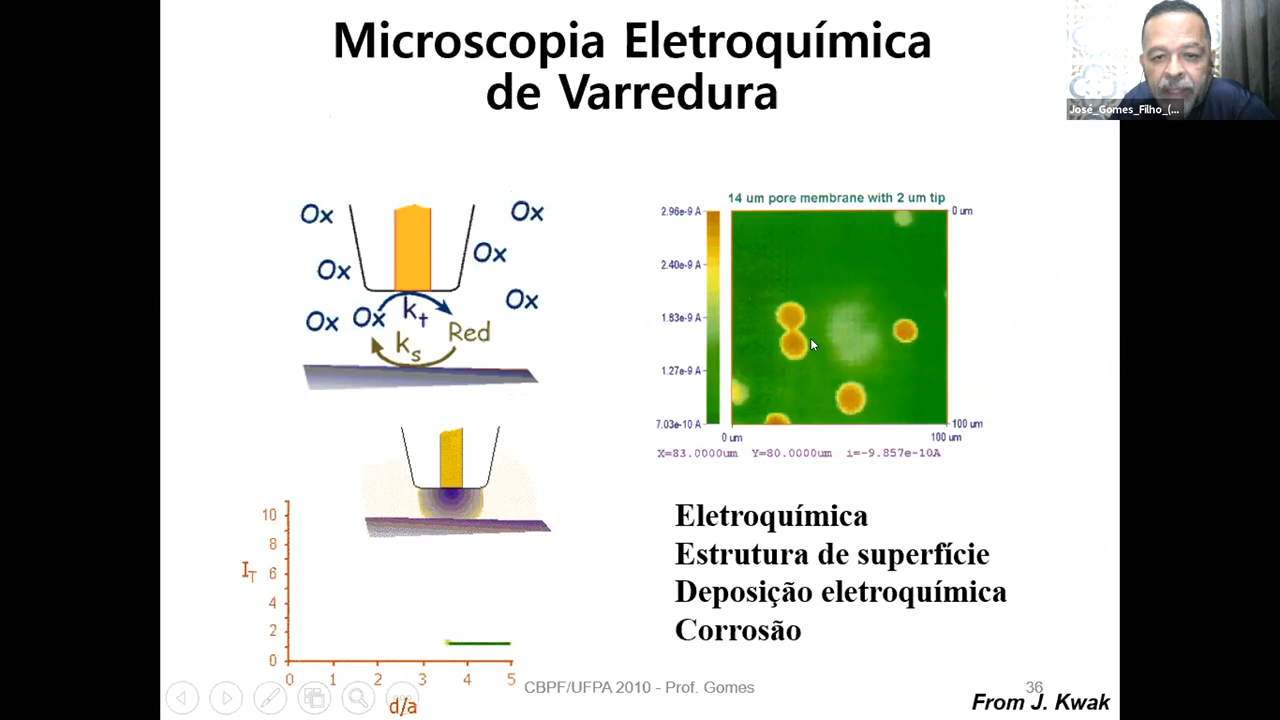 Microscopia Eletroquímica
de Varredura
José_Gomes_Filho_(...
Ox
Ox
Ox
Ox
Ox
Ox
Ox
Ox
kt
Red
ks
14 um pore membrane with 2 um tip
2.96e-9 A
0 um
2.40e-9 A
1.83e-9 A
1.27e-9 A
7.03e-10 A
100 um
0 um
100 um
X=83.0000um Y=80.0000um i=-9.857e-10A
10
8
IT
6
4
2
0
0
1
2
3
4
5
d/a
Eletroquímica
Estrutura de superfície
Deposição eletroquímica
Corrosão
CBPF/UFPA 2010 - Prof. Gomes
36
From J. Kwak